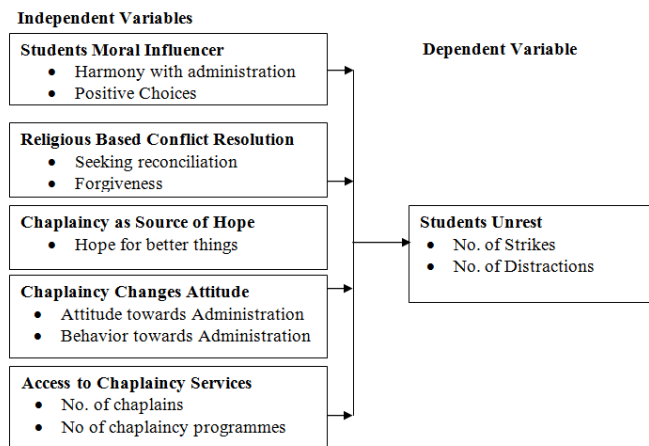 Independent Variables
Students Moral Influencer
• Harmony with administration
• Positive Choices
Religious Based Conflict Resolution
• Seeking reconciliation
• Forgiveness
Chaplaincy as Source of Hope
• Hope for better things
Chaplaincy Changes Attitude
• Attitude towards Administration
• Behavior towards Administration
Access to Chaplaincy Services
• No. of chaplains
• No of chaplaincy programmes
Dependent Variable
Students Unrest
• No. of Strikes
• No. of Distractions